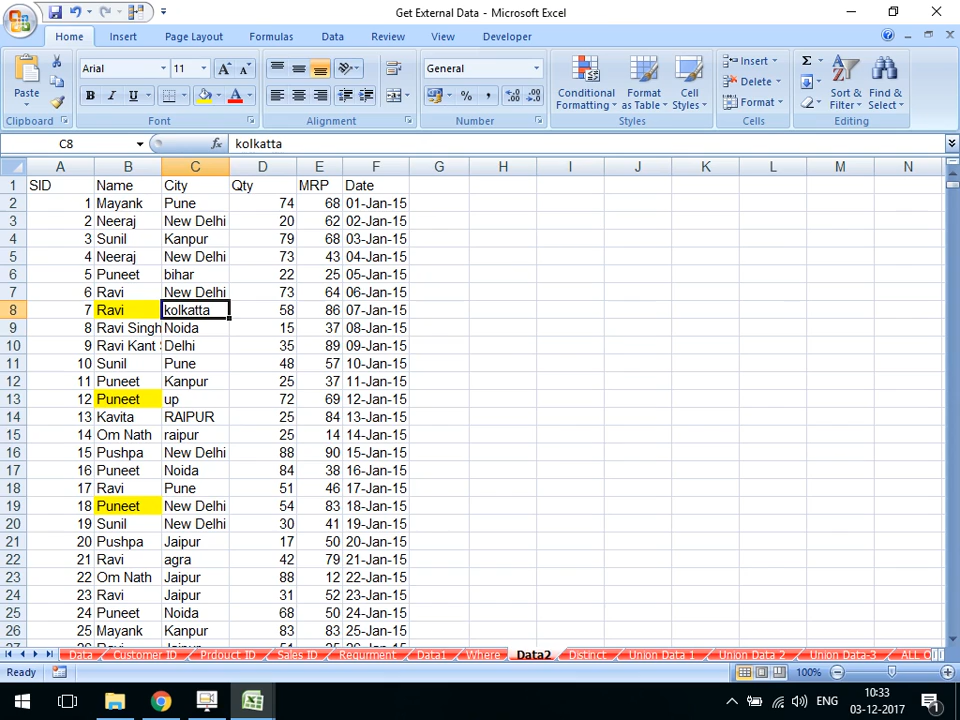 Get External Data - Microsoft Excel
Home Insert Page Layout Formulas Data Review View Developer
Paste Arial 11 General Conditional Formatting Format as Table Cell Styles Insert Delete Format Sort & Filter Find & Select
Clipboard Font Alignment Number Styles Cells Editing
C8 fx kolkatta
A B C D E F G H I J K L M N
1 SID Name City Qty MRP Date
2 1 Mayank Pune 74 68 01-Jan-15
3 2 Neeraj New Delhi 20 62 02-Jan-15
4 3 Sunil Kanpur 79 68 03-Jan-15
5 4 Neeraj New Delhi 73 43 04-Jan-15
6 5 Puneet bihar 22 25 05-Jan-15
7 6 Ravi New Delhi 73 64 06-Jan-15
8 7 Ravi kolkatta 58 86 07-Jan-15
9 8 Ravi Singh Noida 15 37 08-Jan-15
10 9 Ravi Kant Delhi 35 89 09-Jan-15
11 10 Sunil Pune 48 57 10-Jan-15
12 11 Puneet Kanpur 25 37 11-Jan-15
13 12 Puneet up 72 69 12-Jan-15
14 13 Kavita RAIPUR 25 84 13-Jan-15
15 14 Om Nath raipur 25 14 14-Jan-15
16 15 Pushpa New Delhi 88 90 15-Jan-15
17 16 Puneet Noida 84 38 16-Jan-15
18 17 Ravi Pune 51 46 17-Jan-15
19 18 Puneet New Delhi 54 83 18-Jan-15
20 19 Sunil New Delhi 30 41 19-Jan-15
21 20 Pushpa Jaipur 17 50 20-Jan-15
22 21 Ravi agra 42 79 21-Jan-15
23 22 Om Nath Jaipur 88 12 22-Jan-15
24 23 Ravi Jaipur 31 52 23-Jan-15
25 24 Puneet Noida 68 50 24-Jan-15
26 25 Mayank Kanpur 83 83 25-Jan-15
Data Customer ID Prdouct ID Sales ID Requrment Data1 Where Data2 Distinct Union Data 1 Union Data 2 Union Data-3
Ready 100%
ENG 10:33 1
03-12-2017